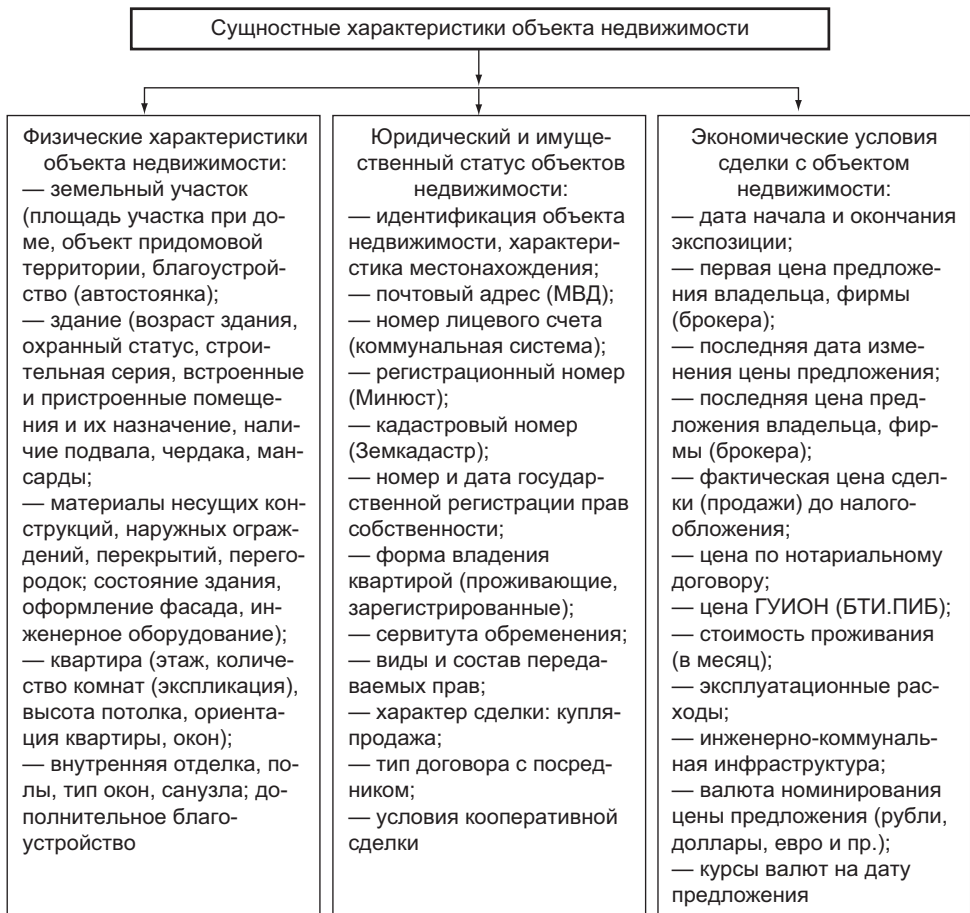 Сущностные характеристики объекта недвижимости
Физические характеристики
объекта недвижимости:
— земельный участок
(площадь участка при до-
ме, объект придомовой
территории, благоустрой-
ство (автостоянка);
— здание (возраст здания,
охранный статус, строи-
тельная серия, встроенные
и пристроенные помеще-
ния и их назначение, нали-
чие подвала, чердака, ман-
сарды;
— материалы несущих кон-
струкций, наружных ограж-
дений, перекрытий, перего-
родок; состояние здания,
оформление фасада, ин-
женерное оборудование);
— квартира (этаж, количе-
ство комнат (экспликация),
высота потолка, ориента-
ция квартиры, окон);
— внутренняя отделка, по-
лы, тип окон, санузла; до-
полнительное благо-
устройство
Юридический и имуще-
ственный статус объектов
недвижимости:
— идентификация объекта
недвижимости, характери-
стика местонахождения;
— почтовый адрес (МВД);
— номер лицевого счета
(коммунальная система);
— регистрационный номер
(Минюст);
— кадастровый номер
(Земкадастр);
— номер и дата государ-
ственной регистрации прав
собственности;
— форма владения
квартирой (проживающие,
зарегистрированные);
— сервитута обременения;
— виды и состав переда-
ваемых прав;
— характер сделки: купля-
продажа;
— тип договора с посред-
ником;
— условия кооперативной
сделки
Экономические условия
сделки с объектом
недвижимости:
— дата начала и окончания
экспозиции;
— первая цена предложе-
ния владельца, фирмы
(брокера);
— последняя дата изме-
нения цены предложения;
— последняя цена пред-
ложения владельца, фир-
мы (брокера);
— фактическая цена сдел-
ки (продажи) до налого-
обложения;
— цена по нотариальному
договору;
— цена ГУИОН (БТИ.ПИБ);
— стоимость проживания
(в месяц);
— эксплуатационные рас-
ходы;
— инженерно-коммуналь-
ная инфраструктура;
— валюта номинирования
цены предложения (рубли,
доллары, евро и пр.);
— курсы валют на дату
предложения